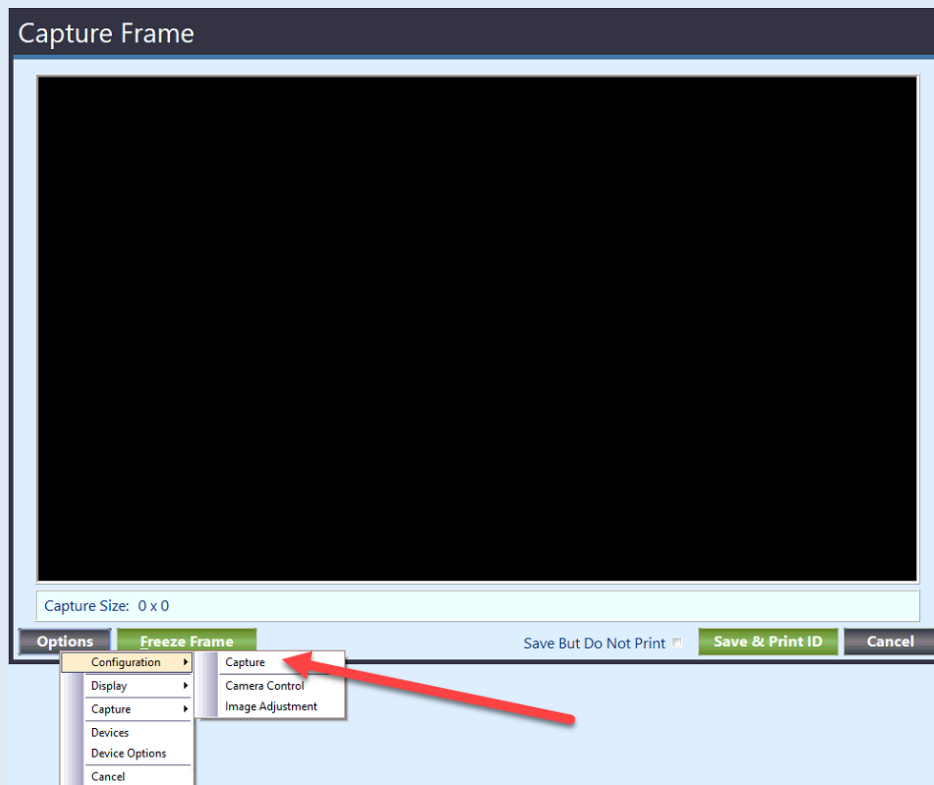 Capture Frame
Capture Size: 0 x 0
Options Freeze Frame Save But Do Not Print Save & Print ID Cancel
Configuration Capture
Display Camera Control
Capture Image Adjustment
Devices
Device Options
Cancel